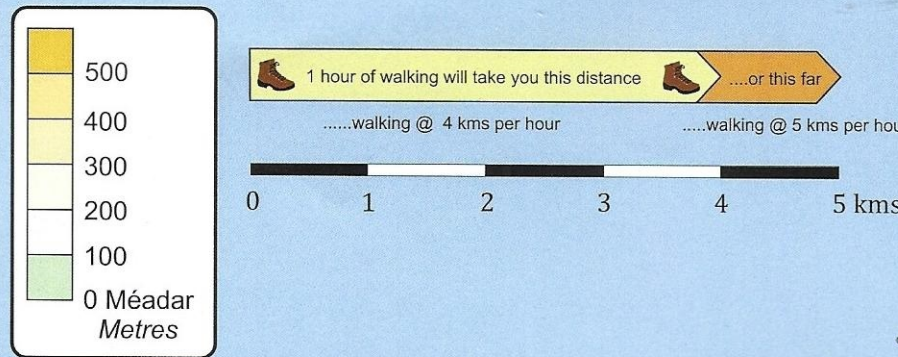 500
400
300
200
100
0 Méadar
Metres
1 hour of walking will take you this distance
....or this far
......walking @ 4 kms per hour
.....walking @ 5 kms per hou
0 1 2 3 4 5 kms